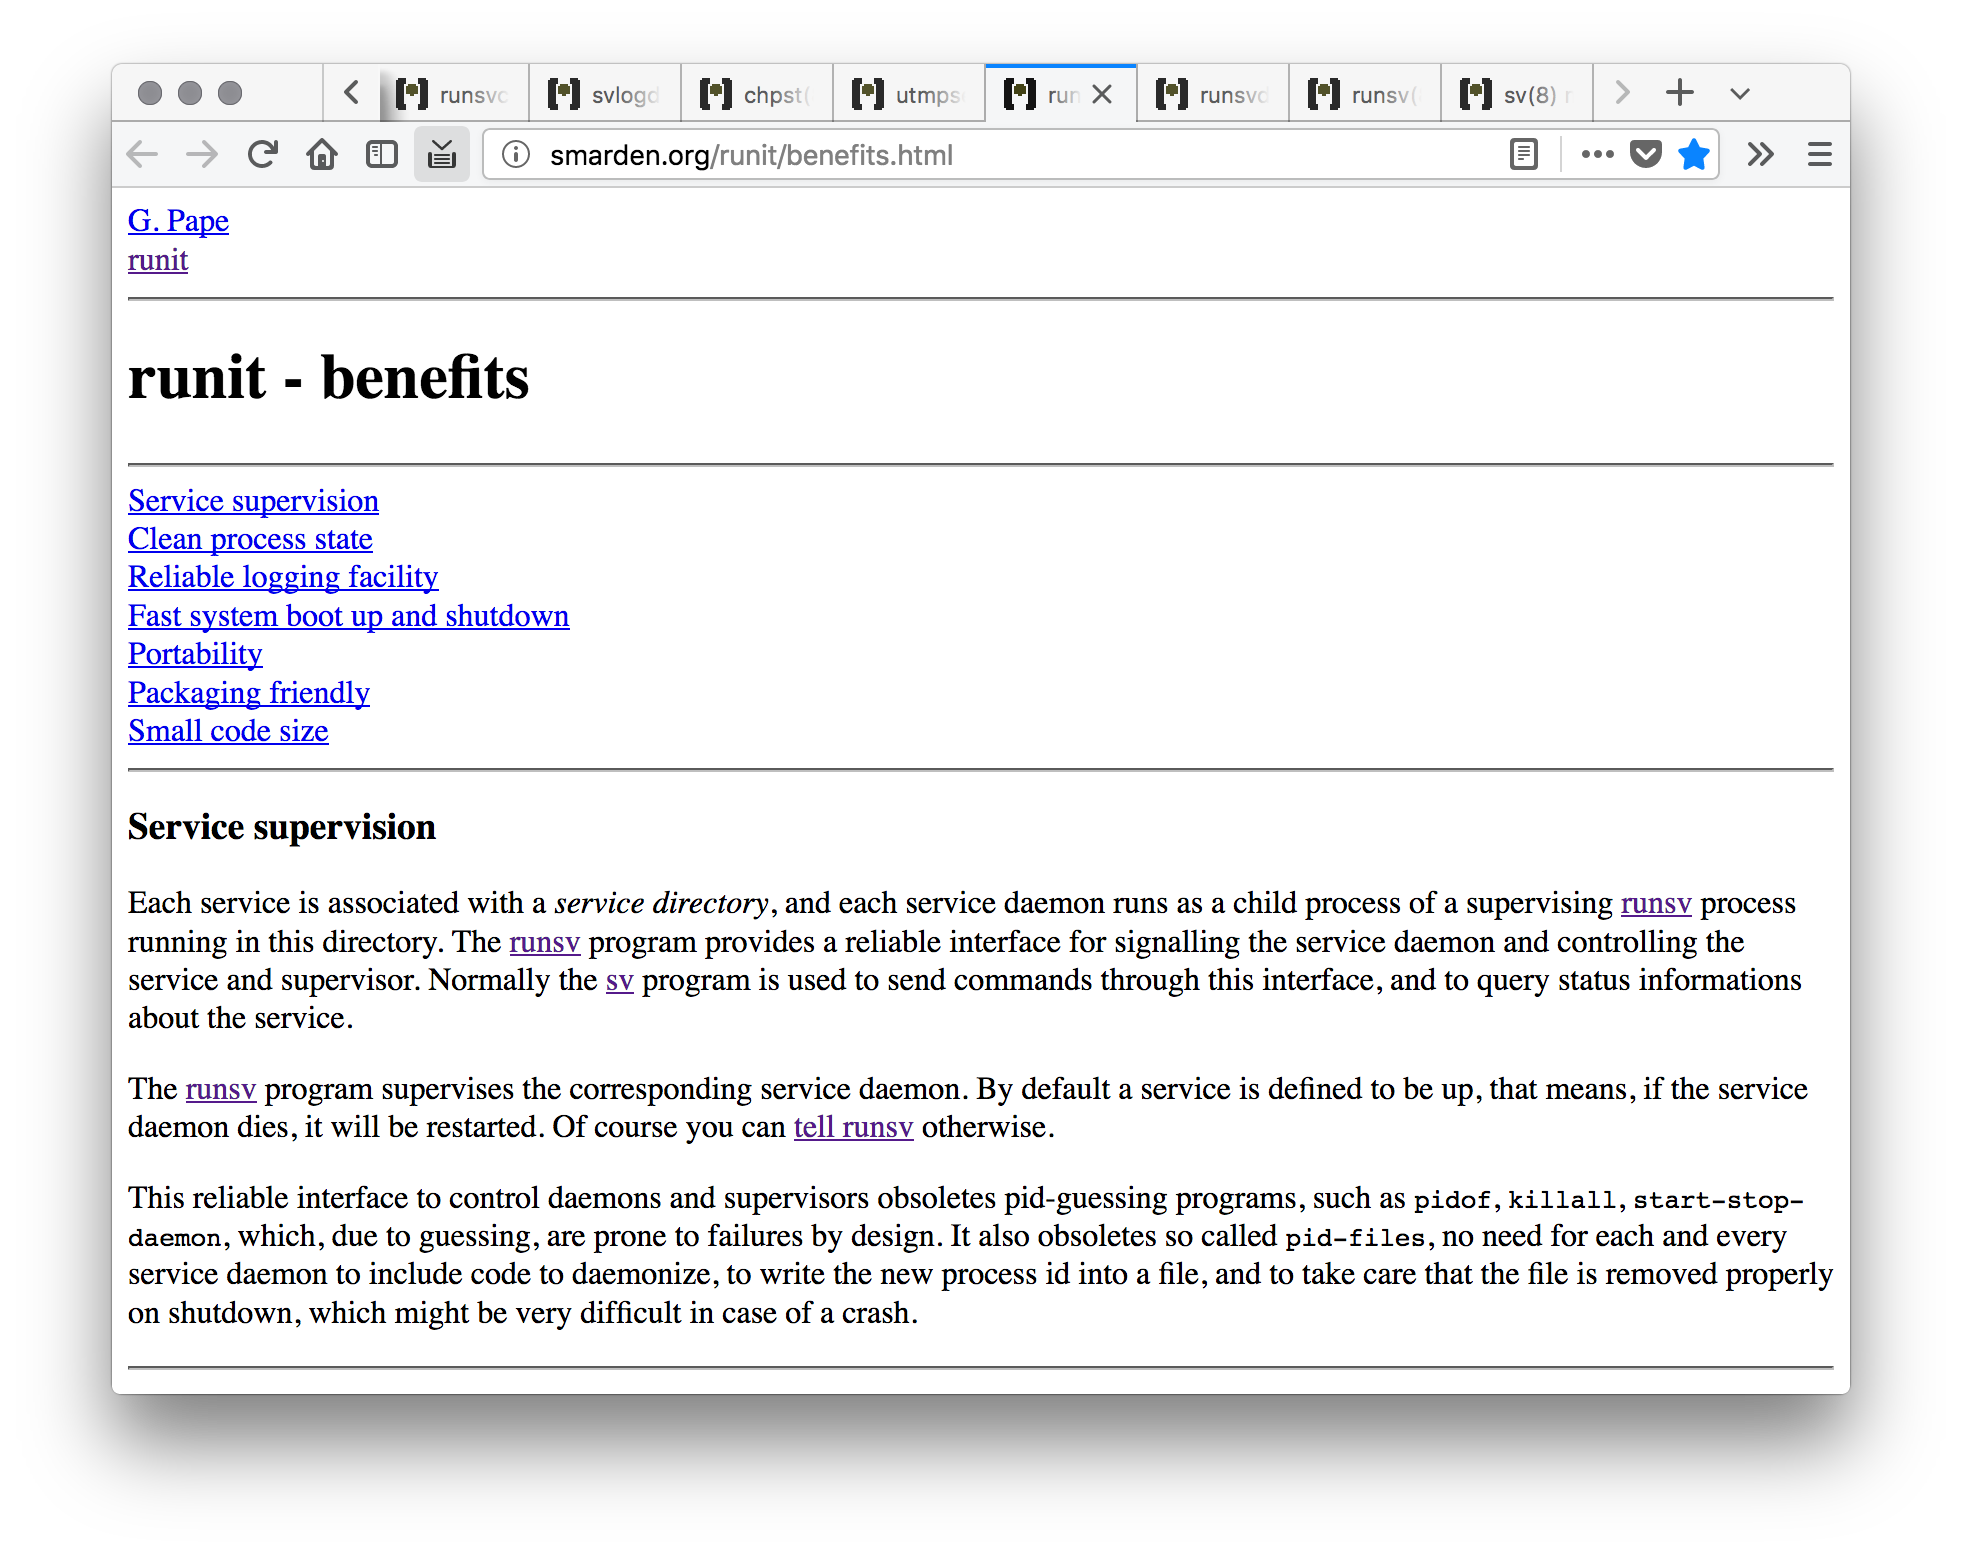 runsv
svlogd
chpst(
utmps
run
runsvd
runsv(
sv(8) r
smarden.org/runit/benefits.html
G. Pape
runit
runit - benefits
Service supervision
Clean process state
Reliable logging facility
Fast system boot up and shutdown
Portability
Packaging friendly
Small code size
Service supervision
Each service is associated with a service directory, and each service daemon runs as a child process of a supervising runsv process
running in this directory. The runsv program provides a reliable interface for signalling the service daemon and controlling the
service and supervisor. Normally the sv program is used to send commands through this interface, and to query status informations
about the service.
The runsv program supervises the corresponding service daemon. By default a service is defined to be up, that means, if the service
daemon dies, it will be restarted. Of course you can tell runsv otherwise.
This reliable interface to control daemons and supervisors obsoletes pid-guessing programs, such as pidof, killall, start-stop-
daemon, which, due to guessing, are prone to failures by design. It also obsoletes so called pid-files, no need for each and every
service daemon to include code to daemonize, to write the new process id into a file, and to take care that the file is removed properly
on shutdown, which might be very difficult in case of a crash.